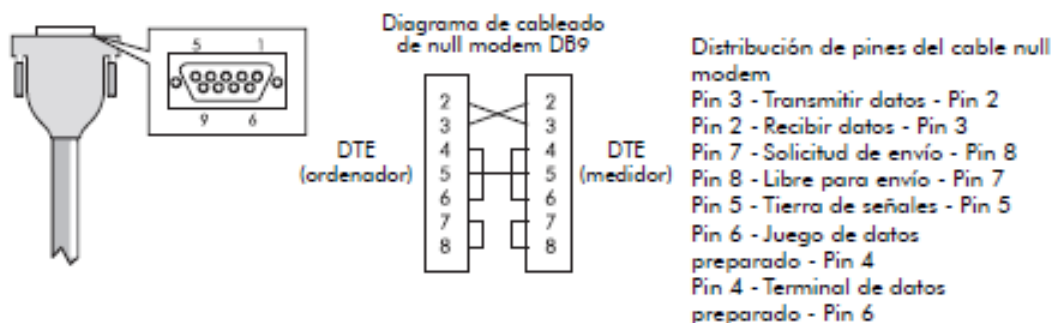 5 1
9 6
Diagrama de cableado
de null modem DB9
DTE
(ordenador)
2
3
4
5
6
7
8
2
3
4
5
6
7
8
DTE
(medidor)
Distribución de pines del cable null
modem
Pin 3 - Transmitir datos - Pin 2
Pin 2 - Recibir datos - Pin 3
Pin 7 - Solicitud de envío - Pin 8
Pin 8 - Libre para envío - Pin 7
Pin 5 - Tierra de señales - Pin 5
Pin 6 - Juego de datos
preparado - Pin 4
Pin 4 - Terminal de datos
preparado - Pin 6